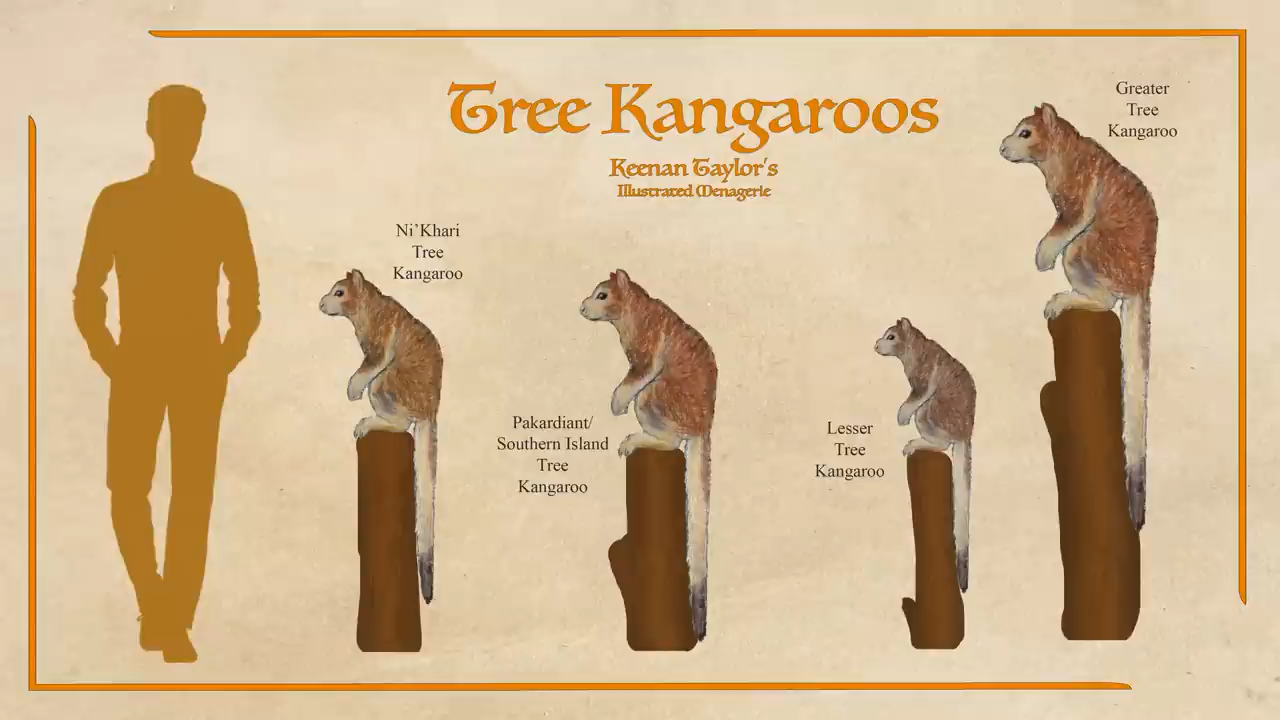 Tree Kangaroos
Keenan Taylor's
Illustrated Menagerie
Ni’Khari
Tree
Kangaroo
Pakardiant/
Southern Island
Tree
Kangaroo
Lesser
Tree
Kangaroo
Greater
Tree
Kangaroo